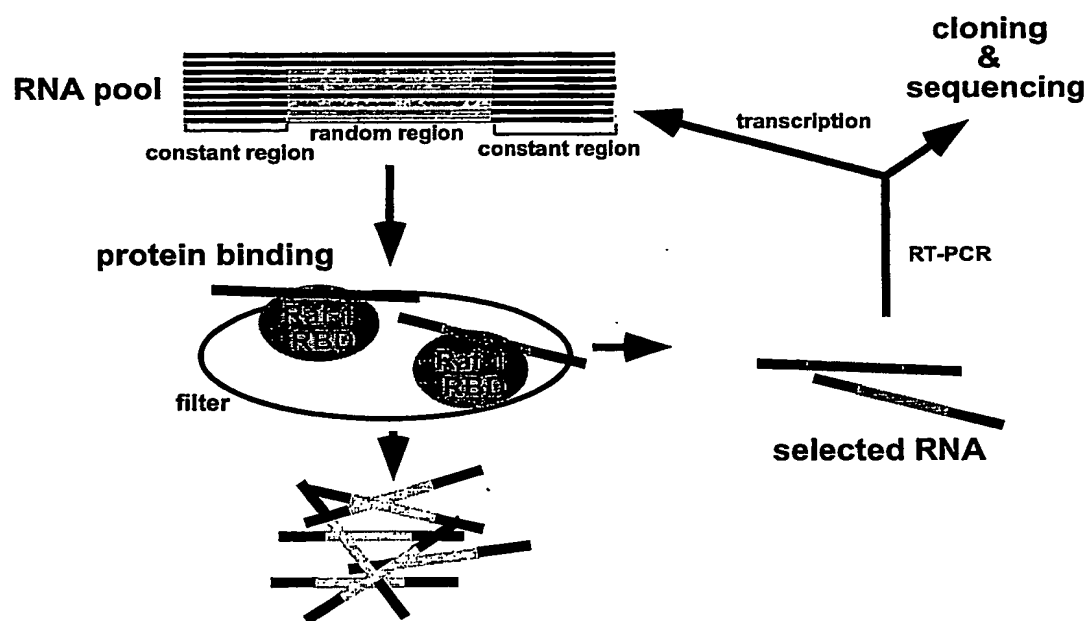 cloning
&
sequencing
RNA pool
random region
constant region
constant region
transcription
protein binding
RT-PCR
Raf-1
RBD
Raf-1
RBD
filter
selected RNA